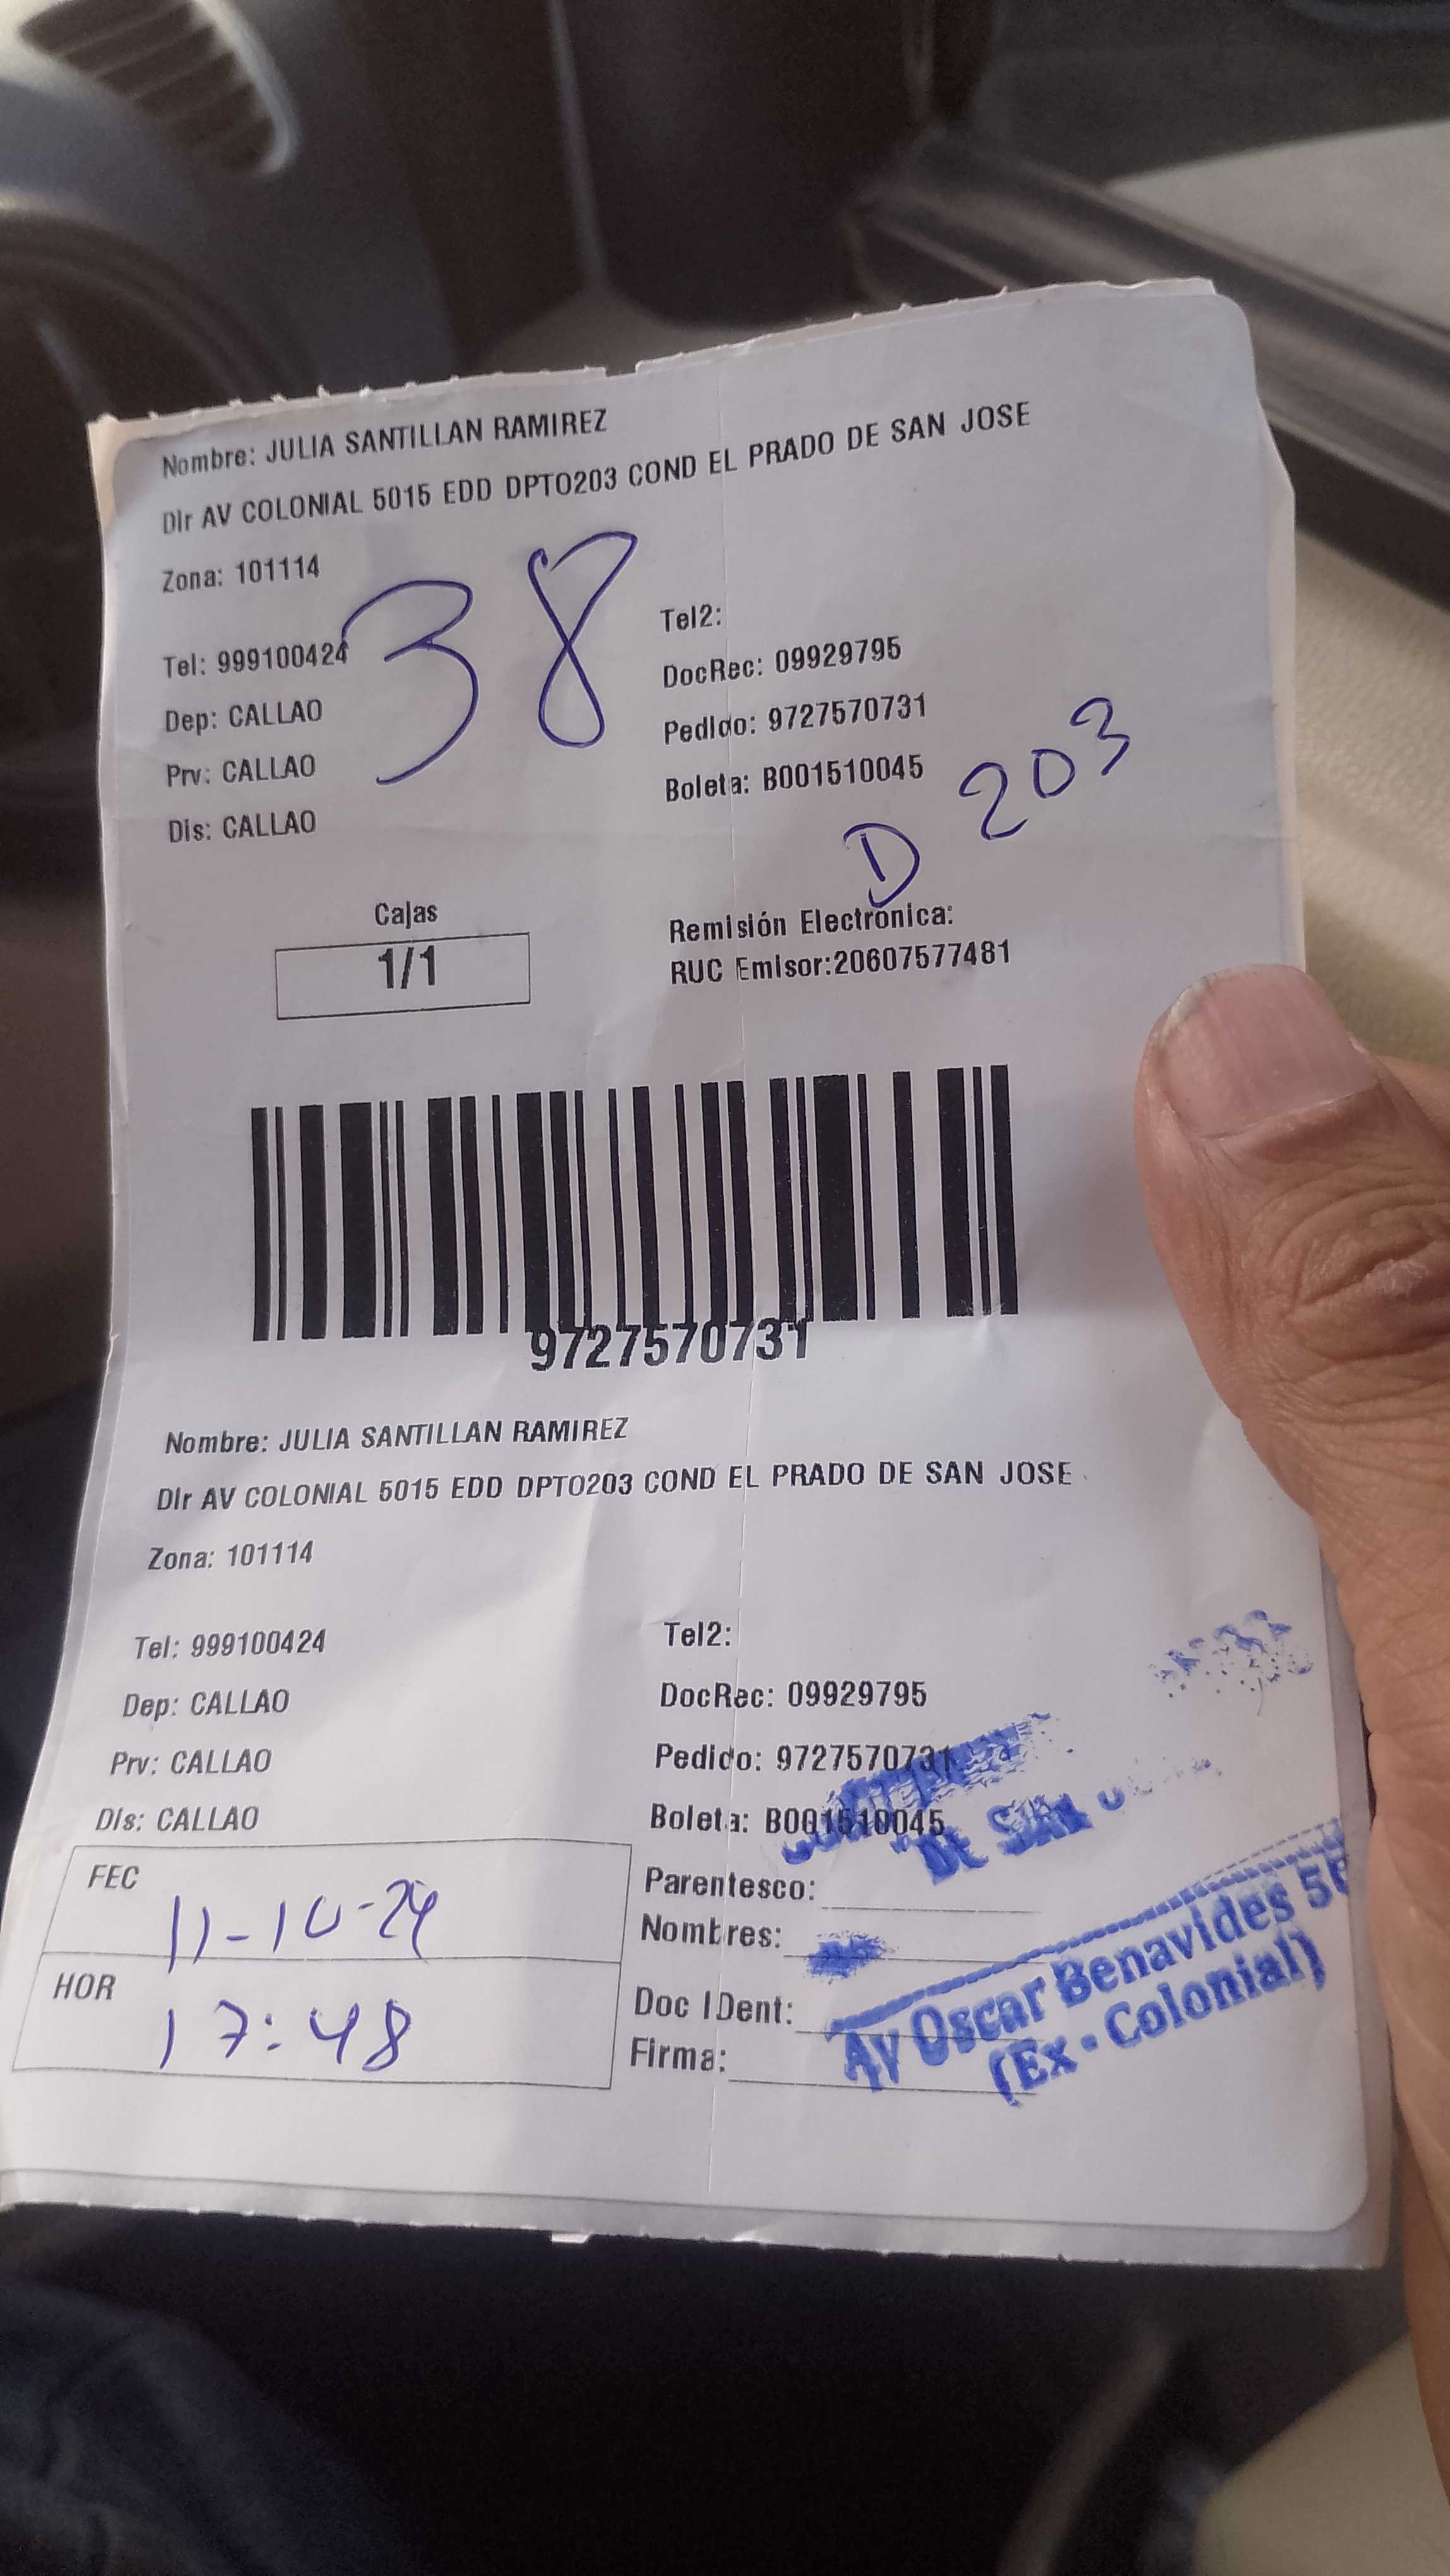 Nombre: JULIA SANTILLAN RAMIREZ
Dir AV COLONIAL 5015 EDD DPTO203 COND EL PRADO DE SAN JOSE
Zona: 101114
38
Tel: 999100424
Tel2:
Dep: CALLAO
DocRec: 09929795
Prv: CALLAO
Pedido: 9727570731
Dis: CALLAO
Boleta: B001510045
D 203
Cajas
1/1
Remisión Electrónica:
RUC Emisor:20607577481
9727570731
Nombre: JULIA SANTILLAN RAMIREZ
Dir AV COLONIAL 5015 EDD DPTO203 COND EL PRADO DE SAN JOSE
Zona: 101114
Tel: 999100424
Tel2:
Dep: CALLAO
DocRec: 09929795
Prv: CALLAO
Pedido: 9727570731
Dis: CALLAO
Boleta: B001510045
DE SAN
FEC
11-10-24
Parentesco:
Nombres:
HOR
17:48
Doc IDent:
Firma:
Av Oscar Benavides
(Ex - Colonial)